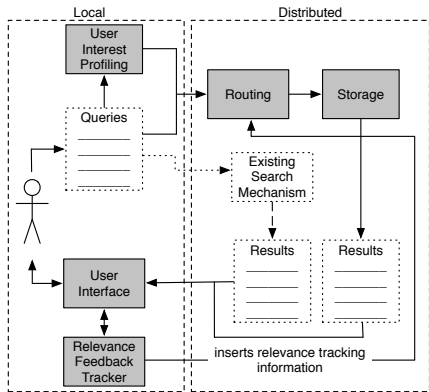 Local
Distributed
User
Interest
Profiling
Queries
Routing
Storage
Existing
Search
Mechanism
Results
Results
User
Interface
Relevance
Feedback
Tracker
inserts relevance tracking
information